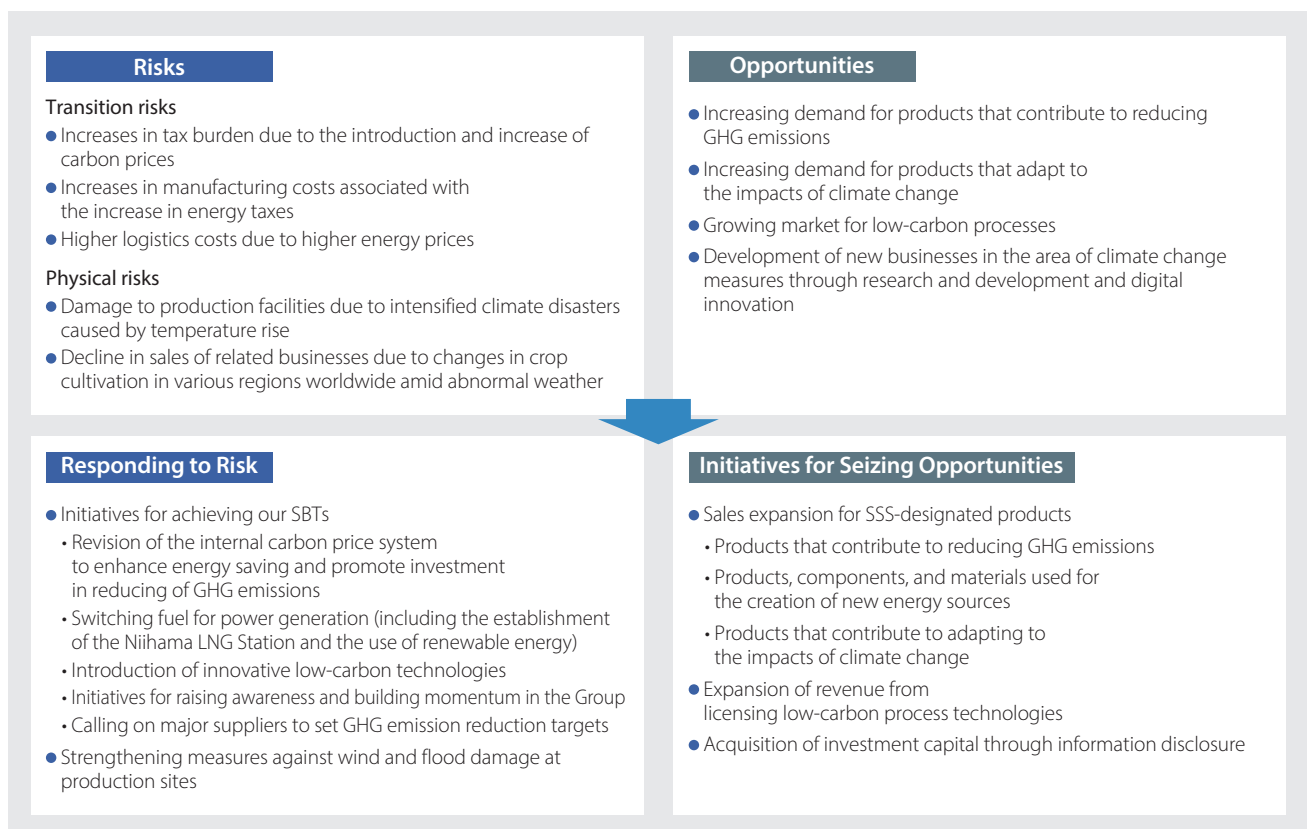 Risks
Transition risks
● Increases in tax burden due to the introduction and increase of
carbon prices
● Increases in manufacturing costs associated with
the increase in energy taxes
● Higher logistics costs due to higher energy prices
Physical risks
● Damage to production facilities due to intensified climate disasters
caused by temperature rise
● Decline in sales of related businesses due to changes in crop
cultivation in various regions worldwide amid abnormal weather
Opportunities
● Increasing demand for products that contribute to reducing
GHG emissions
● Increasing demand for products that adapt to
the impacts of climate change
● Growing market for low-carbon processes
● Development of new businesses in the area of climate change
measures through research and development and digital
innovation
Responding to Risk
● Initiatives for achieving our SBTs
• Revision of the internal carbon price system
to enhance energy saving and promote investment
in reducing of GHG emissions
• Switching fuel for power generation (including the establishment
of the Niihama LNG Station and the use of renewable energy)
• Introduction of innovative low-carbon technologies
• Initiatives for raising awareness and building momentum in the Group
• Calling on major suppliers to set GHG emission reduction targets
● Strengthening measures against wind and flood damage at
production sites
Initiatives for Seizing Opportunities
● Sales expansion for SSS-designated products
• Products that contribute to reducing GHG emissions
• Products, components, and materials used for
the creation of new energy sources
• Products that contribute to adapting to
the impacts of climate change
● Expansion of revenue from
licensing low-carbon process technologies
● Acquisition of investment capital through information disclosure